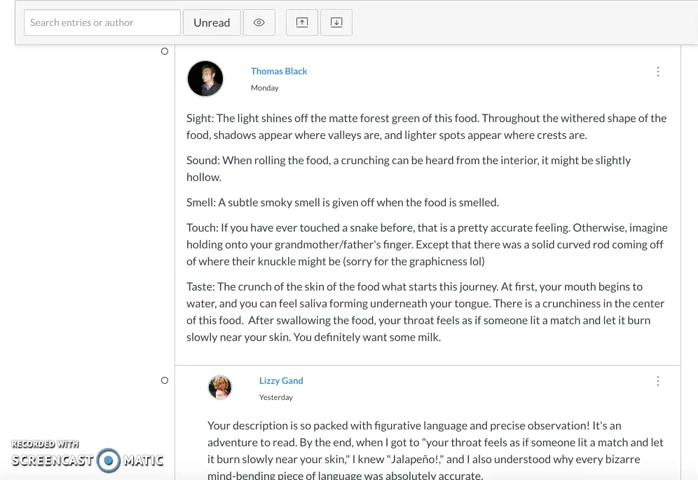 Search entries or author
Unread
Thomas Black
Monday
Sight: The light shines off the matte forest green of this food. Throughout the withered shape of the
food, shadows appear where valleys are, and lighter spots appear where crests are.
Sound: When rolling the food, a crunching can be heard from the interior, it might be slightly
hollow.
Smell: A subtle smoky smell is given off when the food is smelled.
Touch: If you have ever touched a snake before, that is a pretty accurate feeling. Otherwise, imagine
holding onto your grandmother/father's finger. Except that there was a solid curved rod coming off
of where their knuckle might be (sorry for the graphicness lol)
Taste: The crunch of the skin of the food what starts this journey. At first, your mouth begins to
water, and you can feel saliva forming underneath your tongue. There is a crunchiness in the center
of this food. After swallowing the food, your throat feels as if someone lit a match and let it burn
slowly near your skin. You definitely want some milk.
Lizzy Gand
Yesterday
Your description is so packed with figurative language and precise observation! It's an
adventure to read. By the end, when I got to "your throat feels as if someone lit a match and let
it burn slowly near your skin," I knew "Jalapeño!," and I also understood why every bizarre
mind-bending piece of language was absolutely accurate.
RECORDED WITH
SCREENCAST MATIC